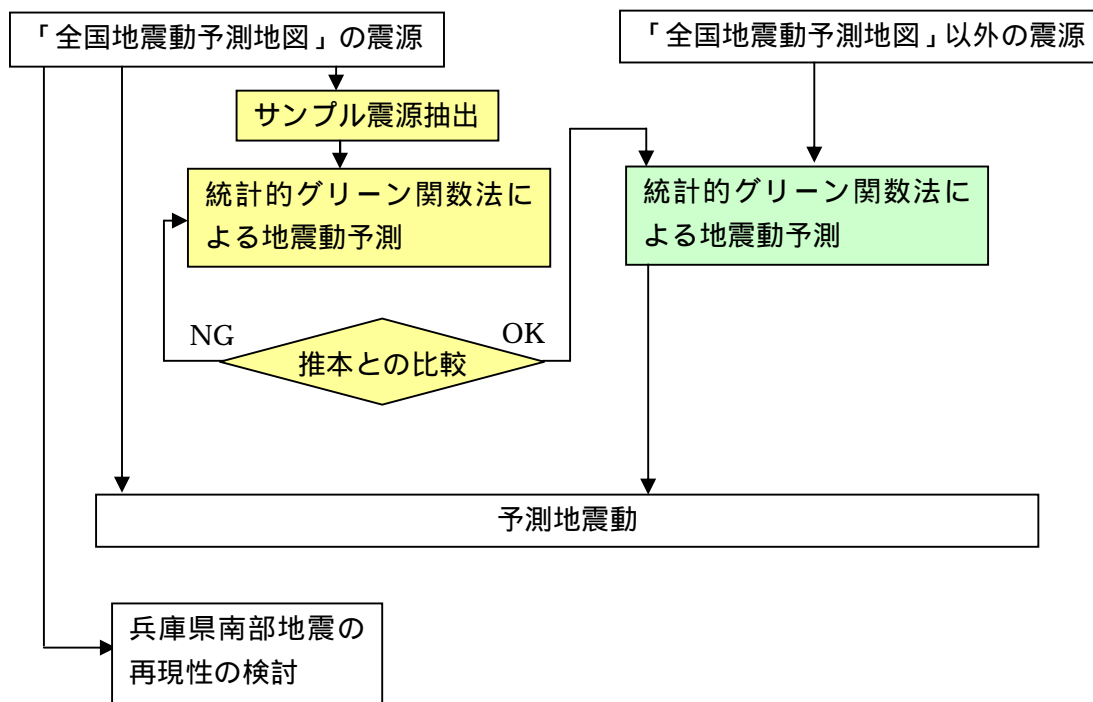 「全国地震動予測地図」の震源
「全国地震動予測地図」以外の震源
サンプル震源抽出
統計的グリーン関数法に
よる地震動予測
統計的グリーン関数法に
よる地震動予測
NG
OK
推本との比較
予測地震動
兵庫県南部地震の
再現性の検討